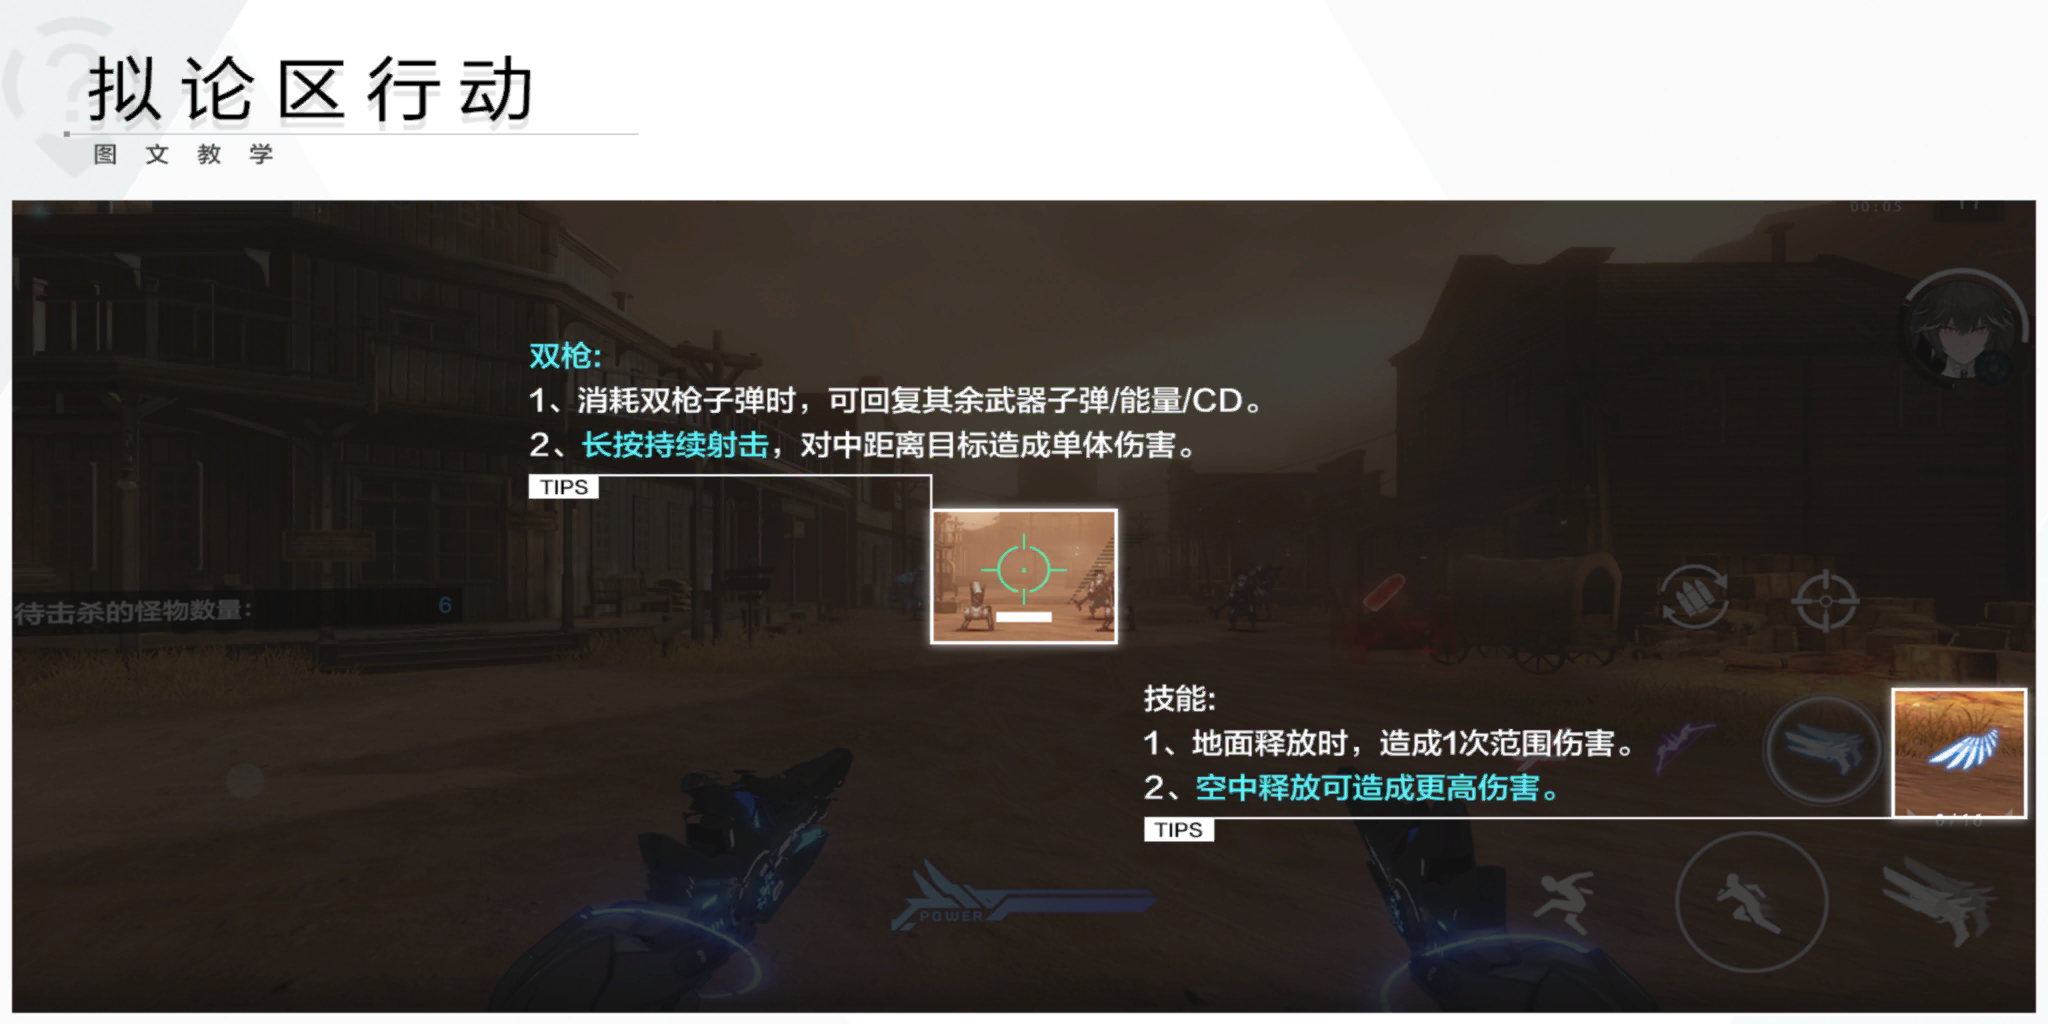 拟论区行动
图文教学
00:05
双枪:
1、消耗双枪子弹时，可回复其余武器子弹/能量/CD。
2、长按持续射击，对中距离目标造成单体伤害。
TIPS
待击杀的怪物数量: 6
技能:
1、地面释放时，造成1次范围伤害。
2、空中释放可造成更高伤害。
TIPS
POWER